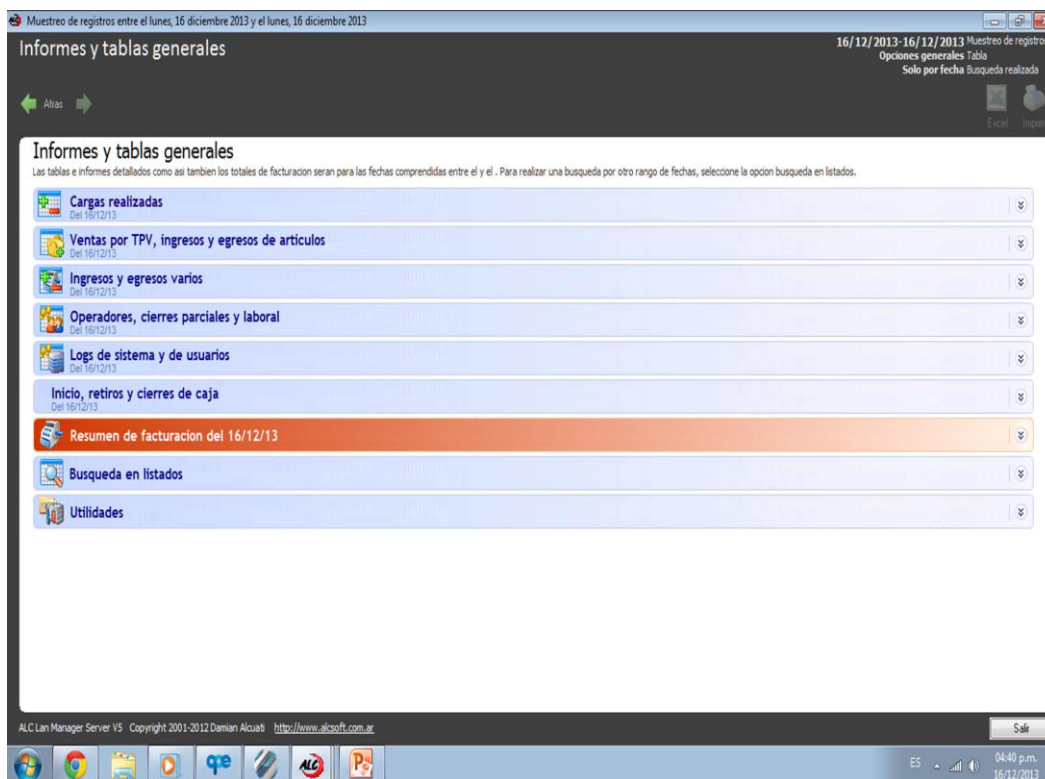 Muestreo de registros entre el lunes, 16 diciembre 2013 y el lunes, 16 diciembre 2013
Informes y tablas generales
16/12/2013-16/12/2013 Muestreo de registros
Opciones generales Tabla
Solo por fecha Busqueda realizada
Atras
Excel
Informes y tablas generales
Las tablas e informes detallados como asi tambien los totales de facturacion seran para las fechas comprendidas entre el y el . Para realizar una busqueda por otro rango de fechas, seleccione la opcion busqueda en listados.
Cargas realizadas
Del 16/12/13
Ventas por TPV, ingresos y egresos de articulos
Del 16/12/13
Ingresos y egresos varios
Del 16/12/13
Operadores, cierres parciales y laboral
Del 16/12/13
Logs de sistema y de usuarios
Del 16/12/13
Inicio, retiros y cierres de caja
Del 16/12/13
Resumen de facturacion del 16/12/13
Busqueda en listados
Utilidades
ALC Lan Manager Server V5 Copyright 2001-2012 Damian Alcuati http://www.alcsoft.com.ar
Salir
ALC
ES
04:40 p.m.
16/12/2013